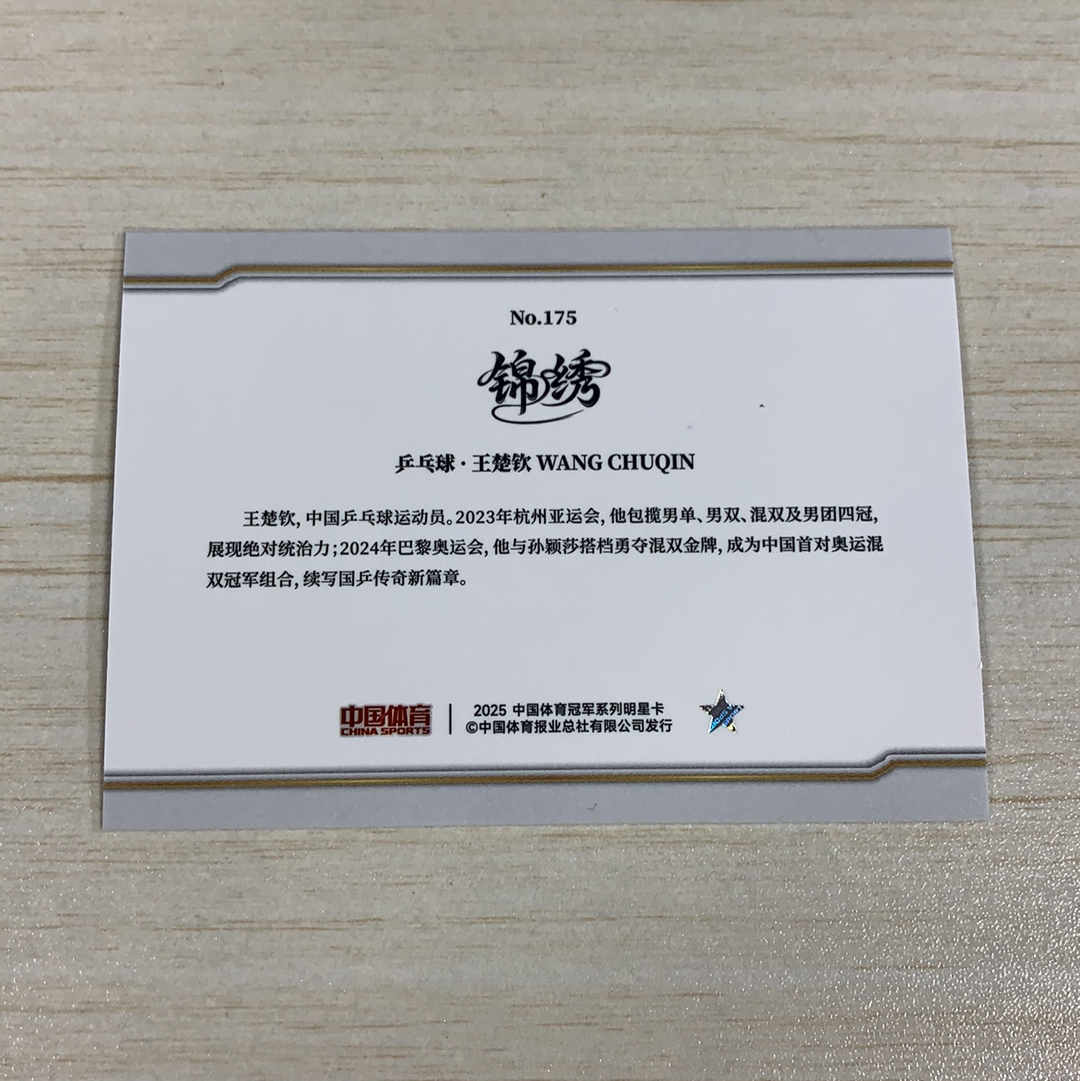 No.175
锦绣
乒乓球·王楚钦 WANG CHUQIN
王楚钦,中国乒乓球运动员。2023年杭州亚运会,他包揽男单、男双、混双及男团四冠,
展现绝对统治力;2024年巴黎奥运会,他与孙颖莎搭档勇夺混双金牌,成为中国首对奥运混
双冠军组合,续写国乒传奇新篇章。
中国体育
CHINA SPORTS
2025 中国体育冠军系列明星卡
©中国体育报业总社有限公司发行